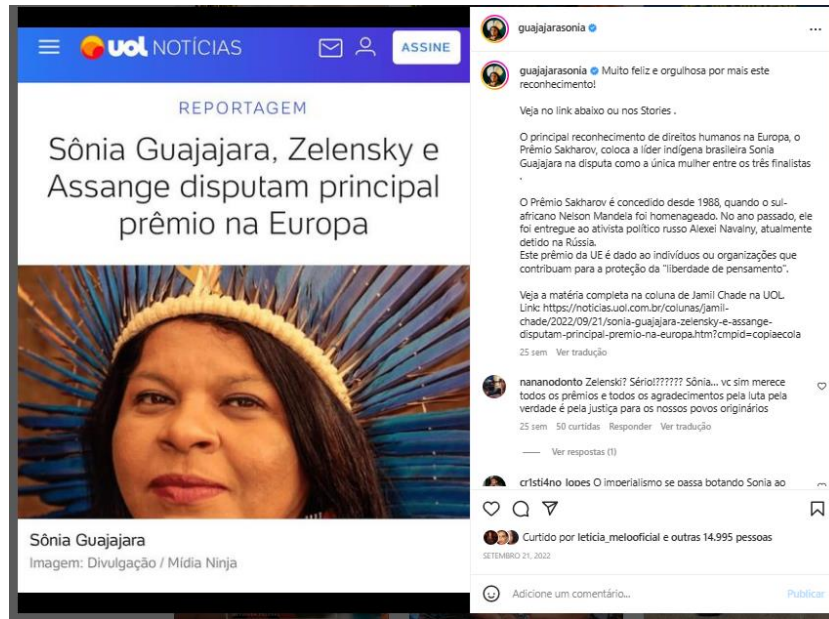 uol NOTÍCIAS
ASSINE
REPORTAGEM
Sônia Guajajara, Zelensky e
Assange disputam principal
prêmio na Europa
Sônia Guajajara
Imagem: Divulgação / Mídia Ninja
guajajarasonia
guajajarasonia Muito feliz e orgulhosa por mais este
reconhecimento!
Veja no link abaixo ou nos Stories .
O principal reconhecimento de direitos humanos na Europa, o
Prêmio Sakharov, coloca a líder indígena brasileira Sonia
Guajajara na disputa como a única mulher entre os três finalistas
.
O Prêmio Sakharov é concedido desde 1988, quando o sul-
africano Nelson Mandela foi homenageado. No ano passado, ele
foi entregue ao ativista político russo Alexei Navalny, atualmente
detido na Rússia.
Este prêmio da UE é dado ao indivíduos ou organizações que
contribuam para a proteção da "liberdade de pensamento".
Veja a matéria completa na coluna de Jamil Chade na UOL.
Link: https://noticias.uol.com.br/colunas/jamil-
chade/2022/09/21/sonia-guajajara-zelensky-e-assange-
disputam-principal-premio-na-europa.htm?cmpid=copiaecola
25 sem Ver tradução
nananodonto Zelenski? Sério!?????? Sônia... vc sim merece
todos os prêmios e todos os agradecimentos pela luta pela
verdade é pela justiça para os nossos povos originários
25 sem 50 curtidas Responder Ver tradução
Ver respostas (1)
cr1sti4no_lopes O imperialismo se passa botando Sonia ao
Curtido por leticia_melooficial e outras 14.995 pessoas
SETEMBRO 21, 2022
Adicione um comentário...
Publicar